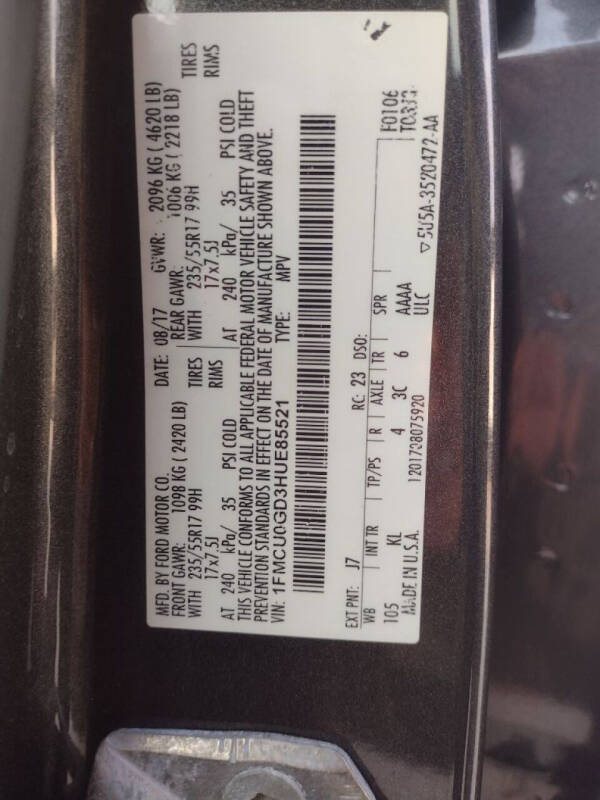 MFD. BY FORD MOTOR CO. DATE: 08/17 GVWR: 2096 KG ( 4620 LB)
FRONT GAWR: 1098 KG ( 2420 LB) REAR GAWR: 1006 KG ( 2218 LB)
WITH 235/55R17 99H TIRES WITH 235/55R17 99H TIRES
17x7.5J RIMS 17x7.5J RIMS
AT 240 kPa/ 35 PSI COLD AT 240 kPa/ 35 PSI COLD
THIS VEHICLE CONFORMS TO ALL APPLICABLE FEDERAL MOTOR VEHICLE SAFETY AND THEFT
PREVENTION STANDARDS IN EFFECT ON THE DATE OF MANUFACTURE SHOWN ABOVE.
VIN: 1FMCU0GD3HUE85521 TYPE: MPV
EXT PNT: J7 RC: 23 DSO: F0106
WB INT TR TP/PS R AXLE TR SPR
105 KL 4 3C 6 AAAA
MADE IN U.S.A. 1201708075920 ULC 5U5A-3520472-AA